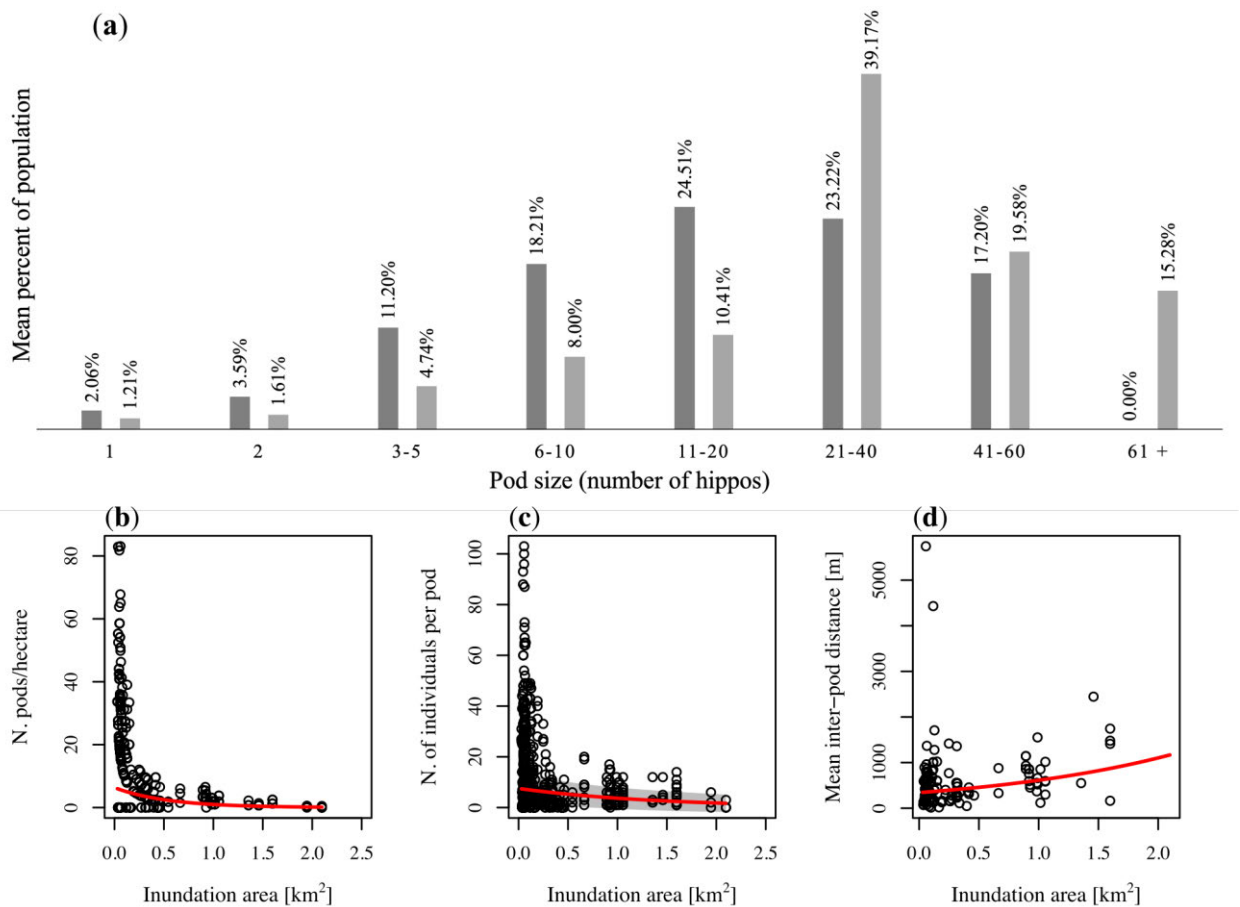 (a)
Mean percent of population
2.06%
1.21%
3.59%
1.61%
11.20%
4.74%
18.21%
8.00%
24.51%
10.41%
23.22%
39.17%
17.20%
19.58%
0.00%
15.28%
1 2 3-5 6-10 11-20 21-40 41-60 61 +
Pod size (number of hippos)
(b)
N. pods/hectare
80
60
40
20
0
0.0 0.5 1.0 1.5 2.0 2.5
Inundation area [km²]
(c)
N. of individuals per pod
100
80
60
40
20
0
0.0 0.5 1.0 1.5 2.0 2.5
Inundation area [km²]
(d)
Mean inter−pod distance [m]
5000
3000
1000
0
0.0 0.5 1.0 1.5 2.0
Inundation area [km²]